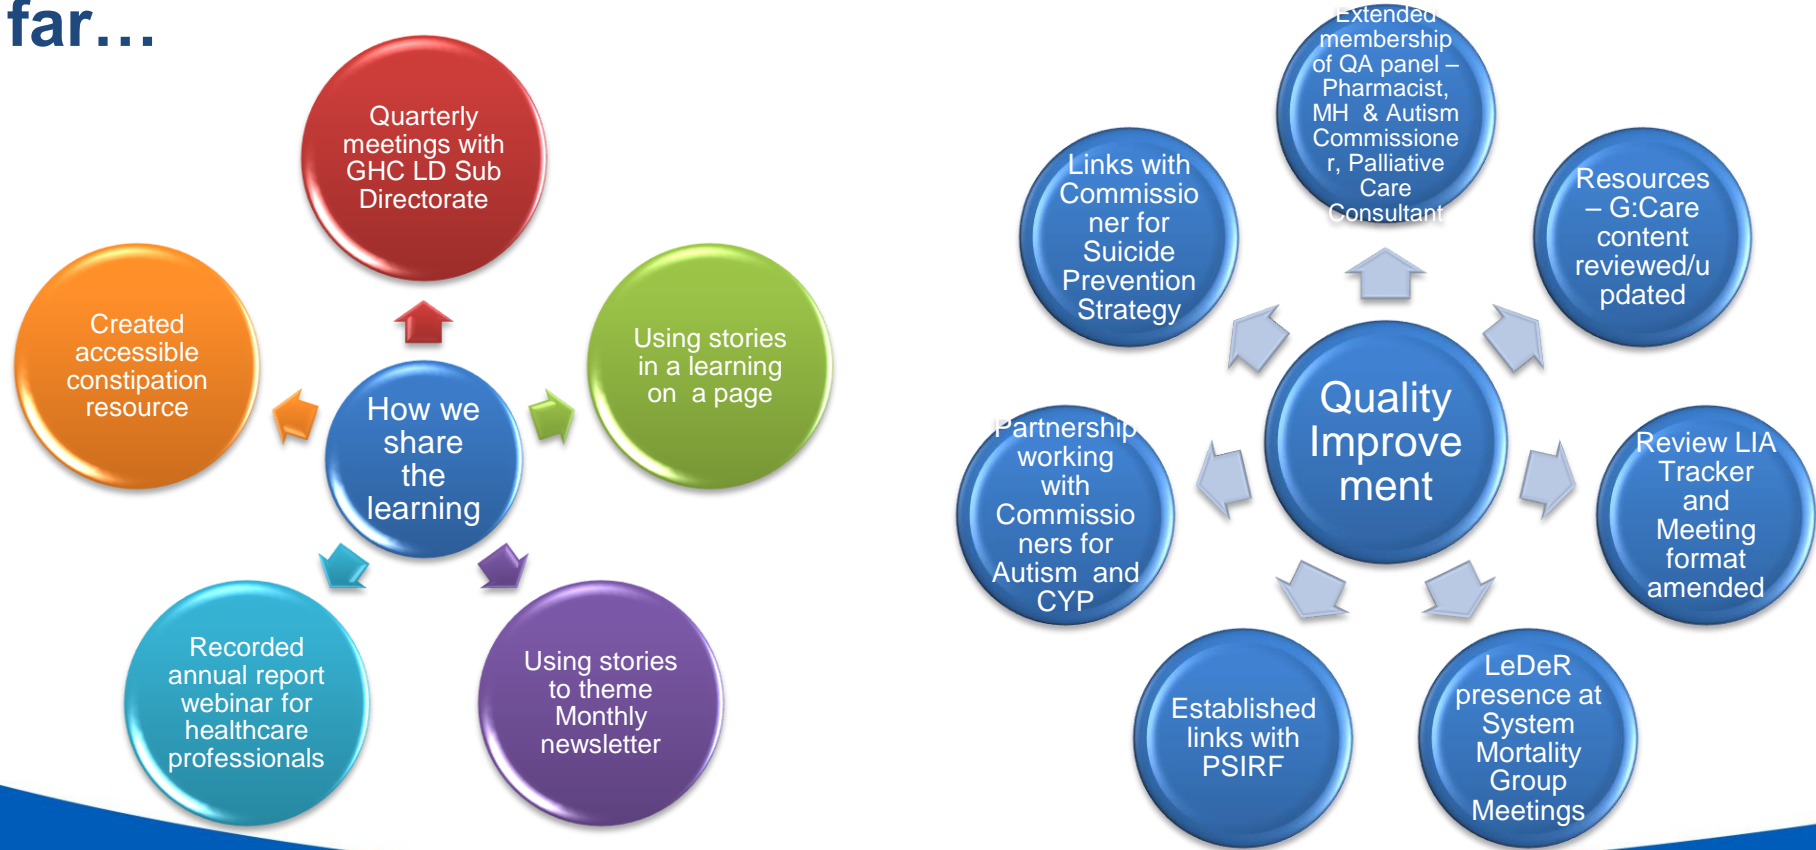 far...
Quarterly
meetings with
GHC LD Sub
Directorate
Using stories
in a learning
on a page
Using stories
to theme
Monthly
newsletter
Recorded
annual report
webinar for
healthcare
professionals
Created
accessible
constipation
resource
How we
share
the
learning
Extended
membership
of QA panel –
Pharmacist,
MH & Autism
Commissione
r, Palliative
Care
Consultant
Resources
– G:Care
content
reviewed/u
pdated
Review LIA
Tracker
and
Meeting
format
amended
LeDeR
presence at
System
Mortality
Group
Meetings
Established
links with
PSIRF
Partnership
working
with
Commissio
ners for
Autism and
CYP
Links with
Commissio
ner for
Suicide
Prevention
Strategy
Quality
Improve
ment